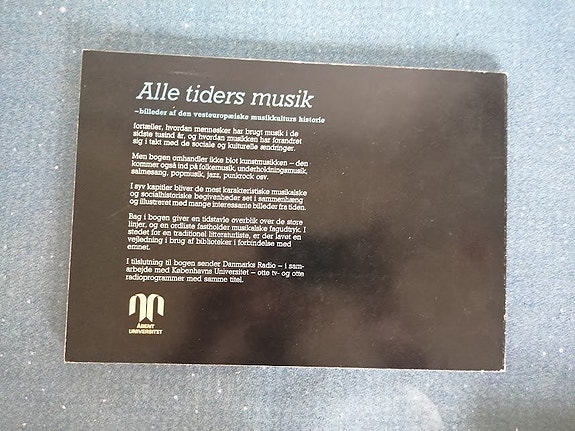 Alle tiders musik
–billeder af den vesteuropæiske musikkulturs historie
fortæller, hvordan mennesker har brugt musik i de
sidste tusind år, og hvordan musikken har forandret
sig i takt med de sociale og kulturelle ændringer.
Men bogen omhandler ikke blot kunstmusikken – den
kommer også ind på folkemusik, underholdningsmusik,
salmesang, popmusik, jazz, punkrock osv.
I syv kapitler bliver de mest karakteristiske musikalske
og socialhistoriske begivenheder set i sammenhæng
og illustreret med mange interessante billeder fra tiden.
Bag i bogen giver en tidstavle overblik over de store
linjer, og en ordliste fastholder musikalske fagudtryk. I
stedet for en traditionel litteraturliste, er der lavet en
vejledning i brug af biblioteker i forbindelse med
emnet.
I tilslutning til bogen sender Danmarks Radio – i sam-
arbejde med Københavns Universitet – otte tv- og otte
radioprogrammer med samme titel.
ÅBENT
UNIVERSITET